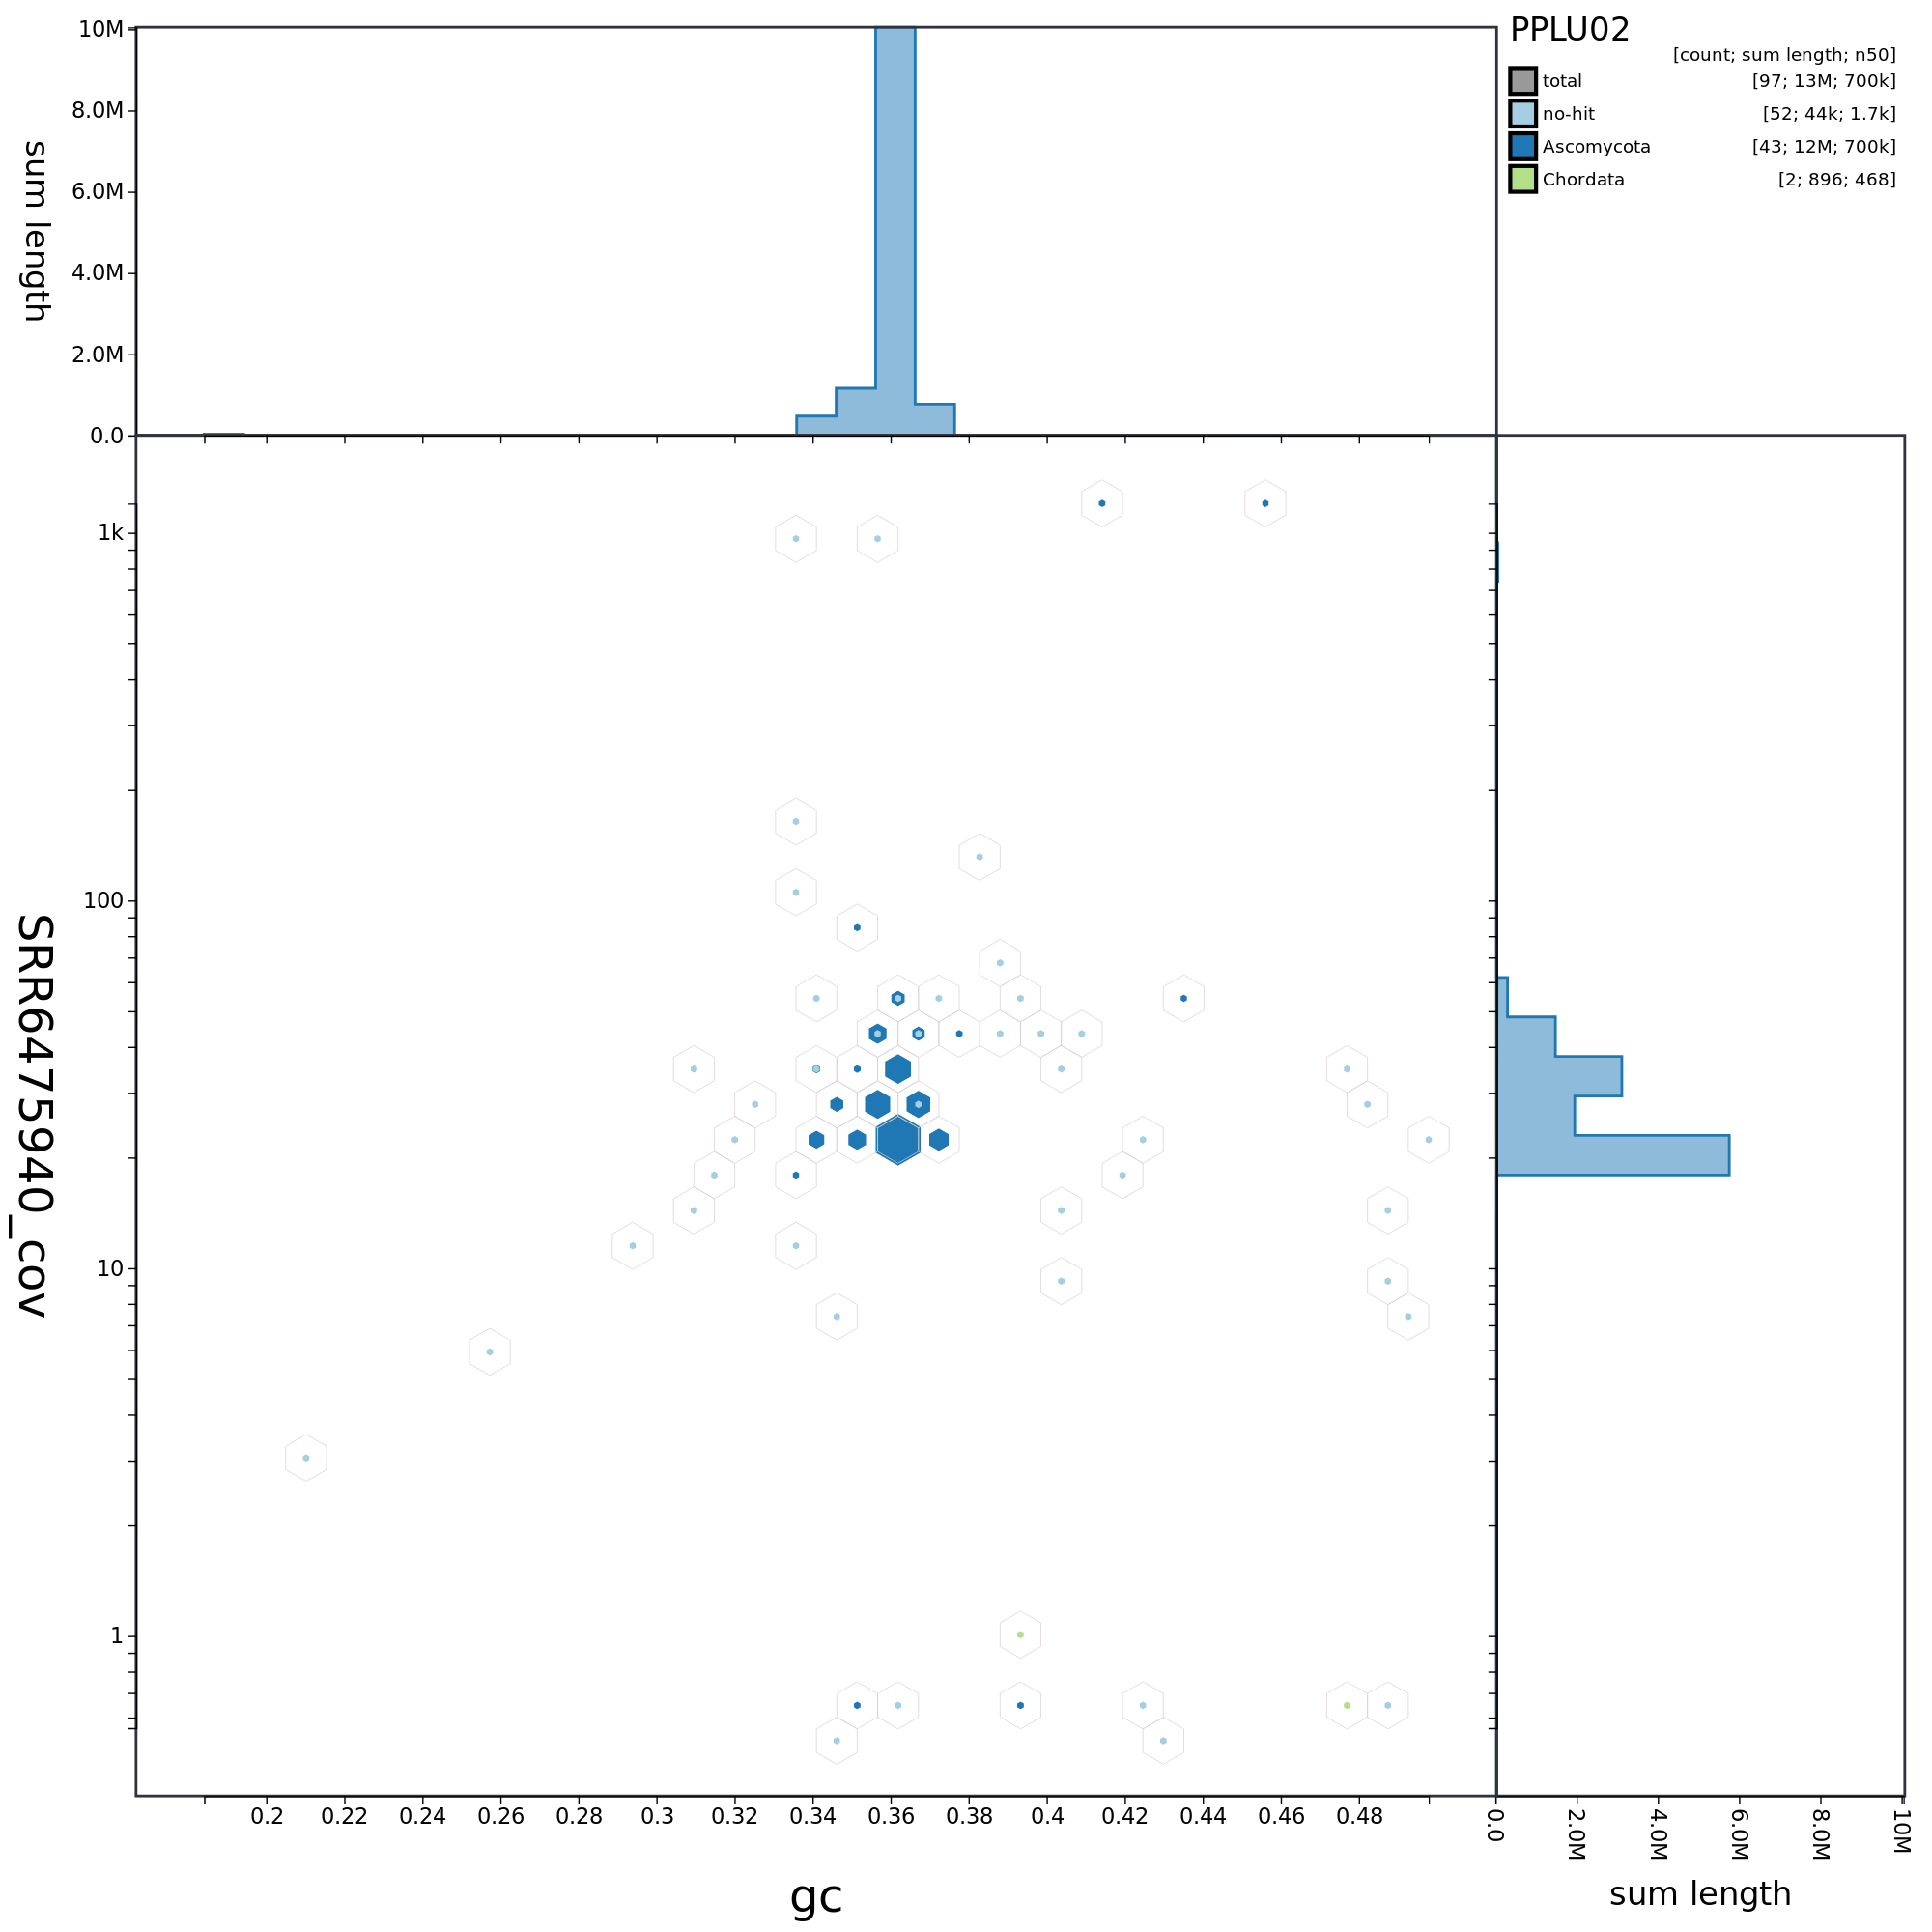 PPLU02
[count; sum length; n50]
total [97; 13M; 700k]
no-hit [52; 44k; 1.7k]
Ascomycota [43; 12M; 700k]
Chordata [2; 896; 468]
sum length
10M
8.0M
6.0M
4.0M
2.0M
0.0
SRR6475940_cov
1k
100
10
1
0.2 0.22 0.24 0.26 0.28 0.3 0.32 0.34 0.36 0.38 0.4 0.42 0.44 0.46 0.48
gc
0.0 2.0M 4.0M 6.0M 8.0M 10M
sum length